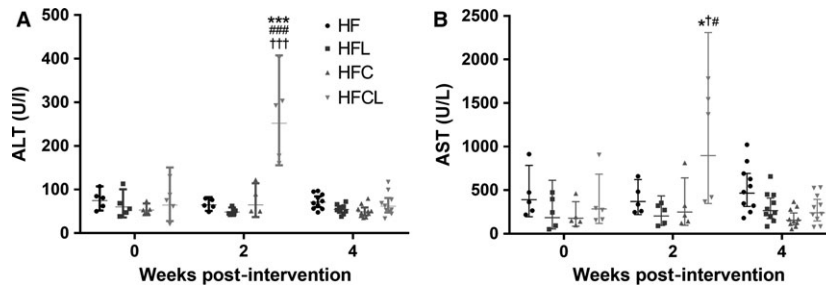 A
ALT (U/l)
500
400
300
200
100
0
***
###
†††
HF
HFL
HFC
HFCL
0
2
4
Weeks post-intervention
B
AST (U/L)
2500
2000
1500
1000
500
0
*†#
0
2
4
Weeks post-intervention